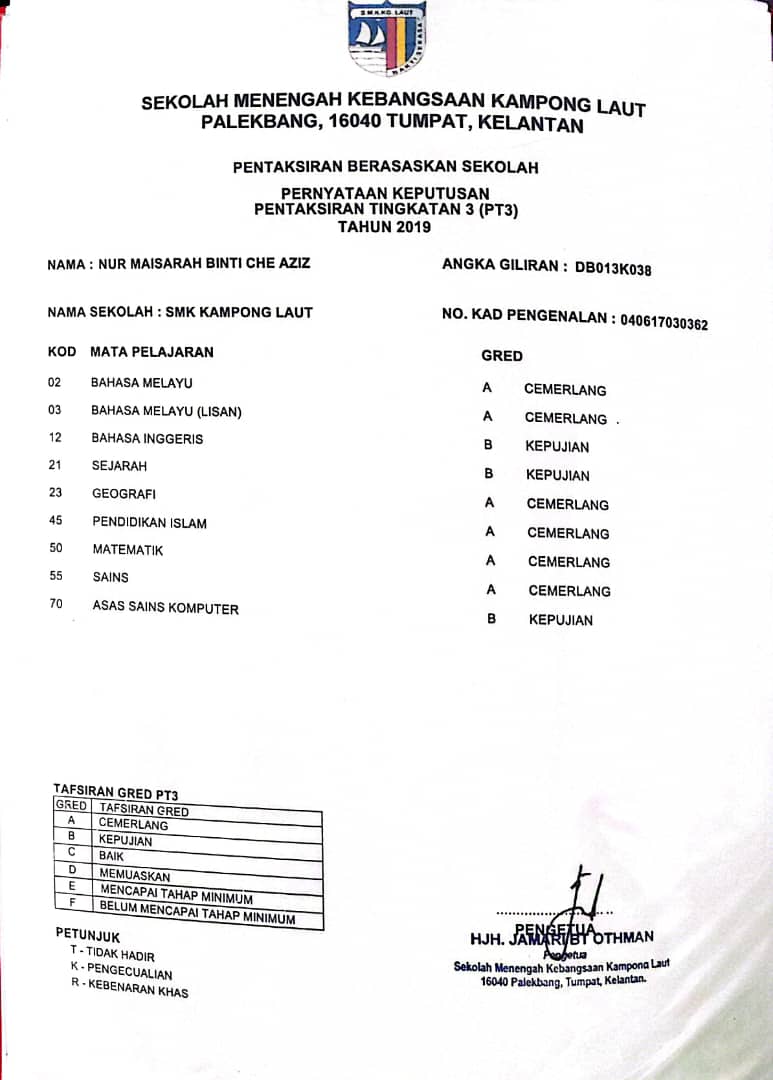 S.M.K.KG. LAUT
SEKOLAH MENENGAH KEBANGSAAN KAMPONG LAUT
PALEKBANG, 16040 TUMPAT, KELANTAN
PENTAKSIRAN BERASASKAN SEKOLAH
PERNYATAAN KEPUTUSAN
PENTAKSIRAN TINGKATAN 3 (PT3)
TAHUN 2019
NAMA : NUR MAISARAH BINTI CHE AZIZ ANGKA GILIRAN : DB013K038
NAMA SEKOLAH : SMK KAMPONG LAUT NO. KAD PENGENALAN : 040617030362
KOD MATA PELAJARAN GRED
02 BAHASA MELAYU A CEMERLANG
03 BAHASA MELAYU (LISAN) A CEMERLANG
12 BAHASA INGGERIS B KEPUJIAN
21 SEJARAH B KEPUJIAN
23 GEOGRAFI A CEMERLANG
45 PENDIDIKAN ISLAM A CEMERLANG
50 MATEMATIK A CEMERLANG
55 SAINS A CEMERLANG
70 ASAS SAINS KOMPUTER B KEPUJIAN
TAFSIRAN GRED PT3
GRED TAFSIRAN GRED
A CEMERLANG
B KEPUJIAN
C BAIK
D MEMUASKAN
E MENCAPAI TAHAP MINIMUM
F BELUM MENCAPAI TAHAP MINIMUM
PETUNJUK
T - TIDAK HADIR
K - PENGECUALIAN
R - KEBENARAN KHAS
PENGETUA
HJH. JAMARI BT OTHMAN
Pengetua
Sekolah Menengah Kebangsaan Kampong Laut
16040 Palekbang, Tumpat, Kelantan.